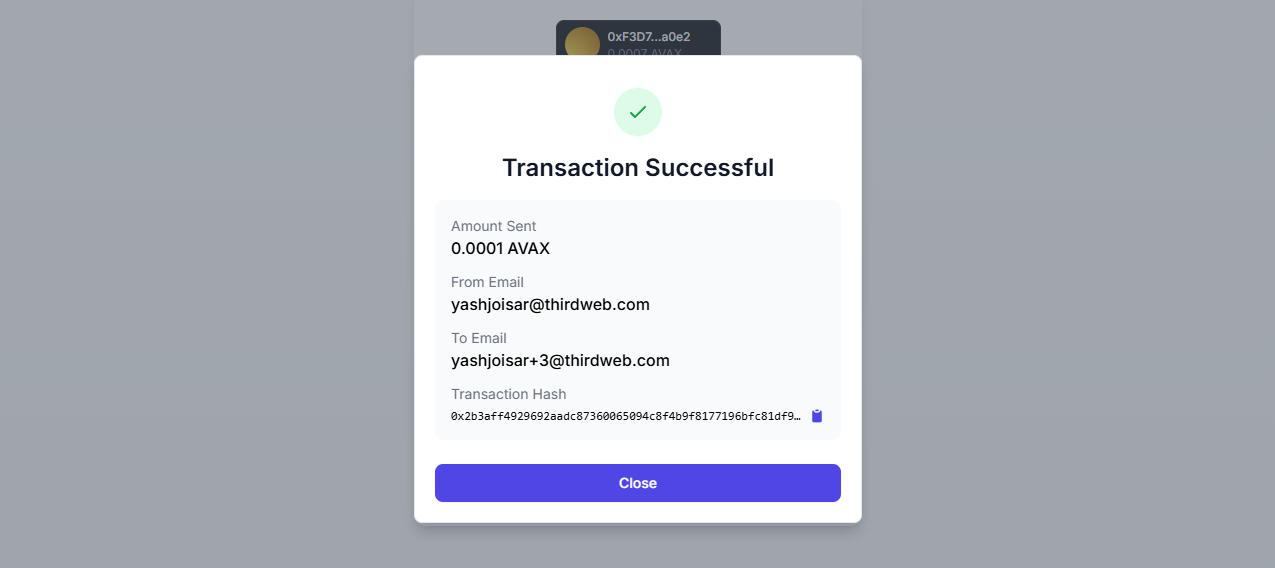 0xF3D7...a0e2
0.0007 AVAX
Transaction Successful
Amount Sent
0.0001 AVAX
From Email
yashjoisar@thirdweb.com
To Email
yashjoisar+3@thirdweb.com
Transaction Hash
0x2b3aff4929692aadc87360065094c8f4b9f8177196bfc81df9…
Close